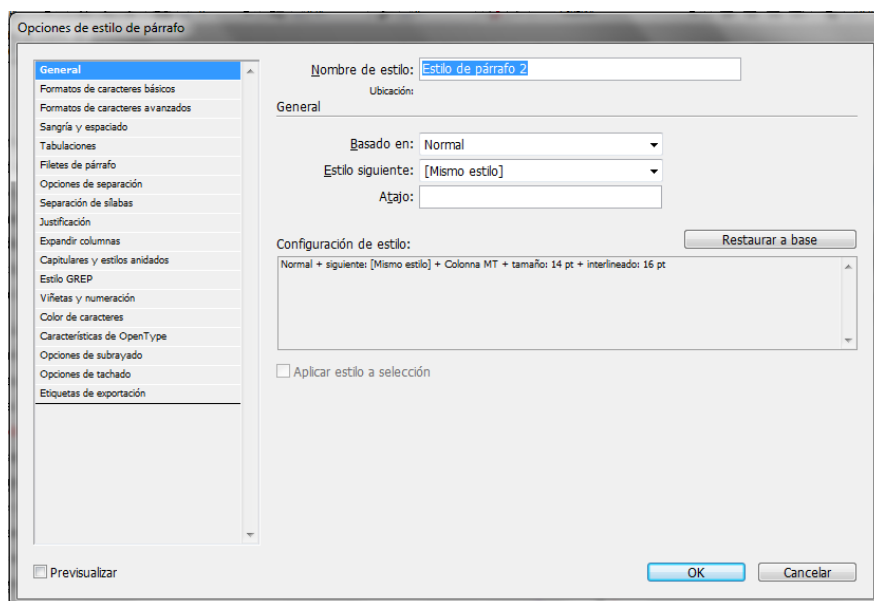 Opciones de estilo de párrafo
General
Formatos de caracteres básicos
Formatos de caracteres avanzados
Sangría y espaciado
Tabulaciones
Filetes de párrafo
Opciones de separación
Separación de sílabas
Justificación
Expandir columnas
Capitulares y estilos anidados
Estilo GREP
Viñetas y numeración
Color de caracteres
Características de OpenType
Opciones de subrayado
Opciones de tachado
Etiquetas de exportación
Nombre de estilo: Estilo de párrafo 2
Ubicación:
General
Basado en: Normal
Estilo siguiente: [Mismo estilo]
Atajo:
Configuración de estilo:
Restaurar a base
Normal + siguiente: [Mismo estilo] + Colonna MT + tamaño: 14 pt + interlineado: 16 pt
Aplicar estilo a selección
Previsualizar
OK
Cancelar